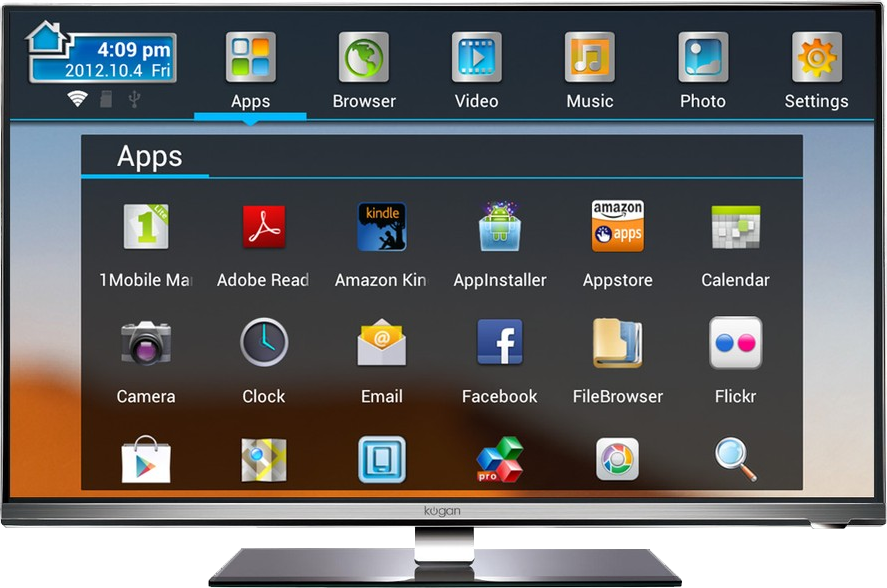 4:09 pm
2012.10.4 Fri
Apps
Browser
Video
Music
Photo
Settings
Apps
1
Lite
kindle
amazon
apps
1Mobile Ma
Adobe Read
Amazon Kin
AppInstaller
Appstore
Calendar
@
f
Camera
Clock
Email
Facebook
FileBrowser
Flickr
pro
kogan